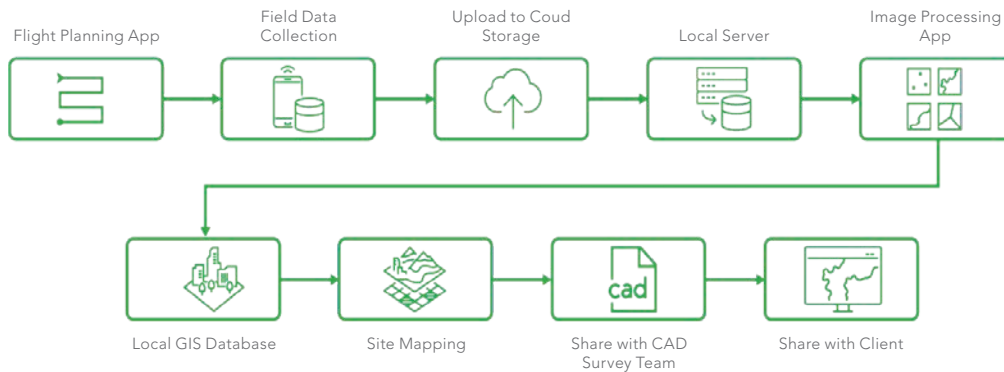 Flight Planning App
Field Data
Collection
Upload to Coud
Storage
Local Server
Image Processing
App
cad
Local GIS Database
Site Mapping
Share with CAD
Survey Team
Share with Client